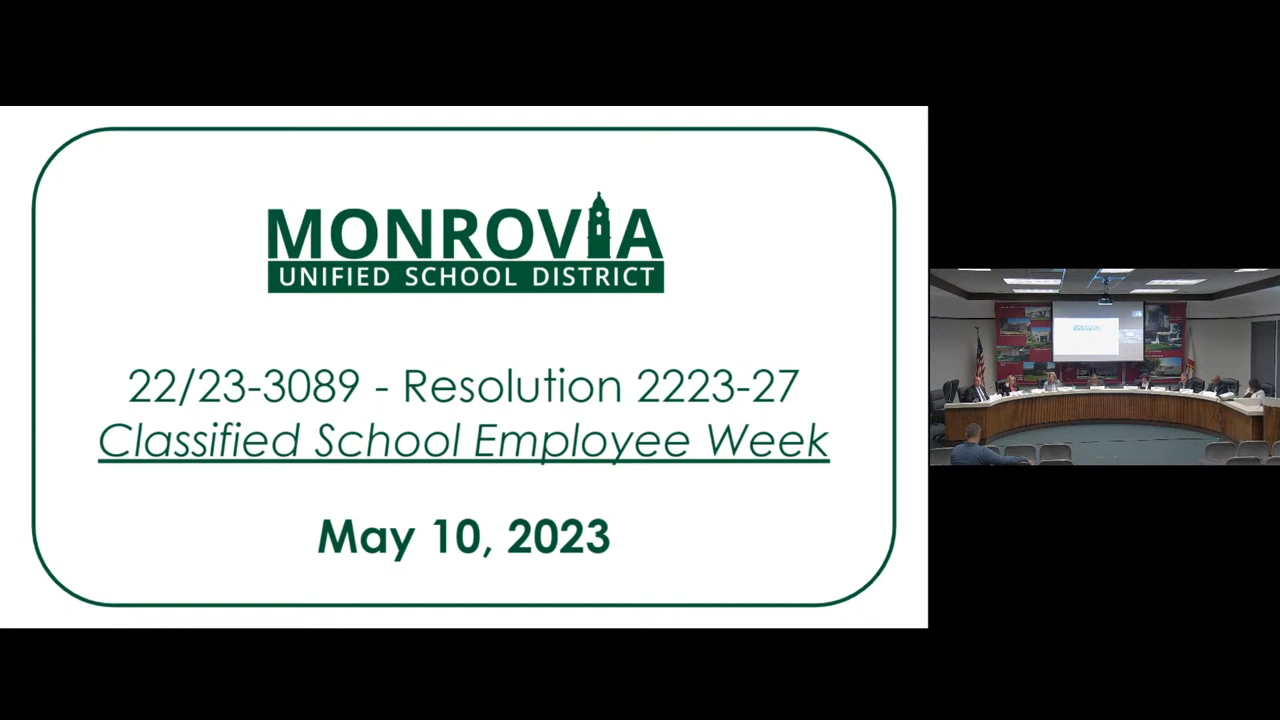 MONROVIA
UNIFIED SCHOOL DISTRICT
22/23-3089 - Resolution 2223-27
Classified School Employee Week
May 10, 2023